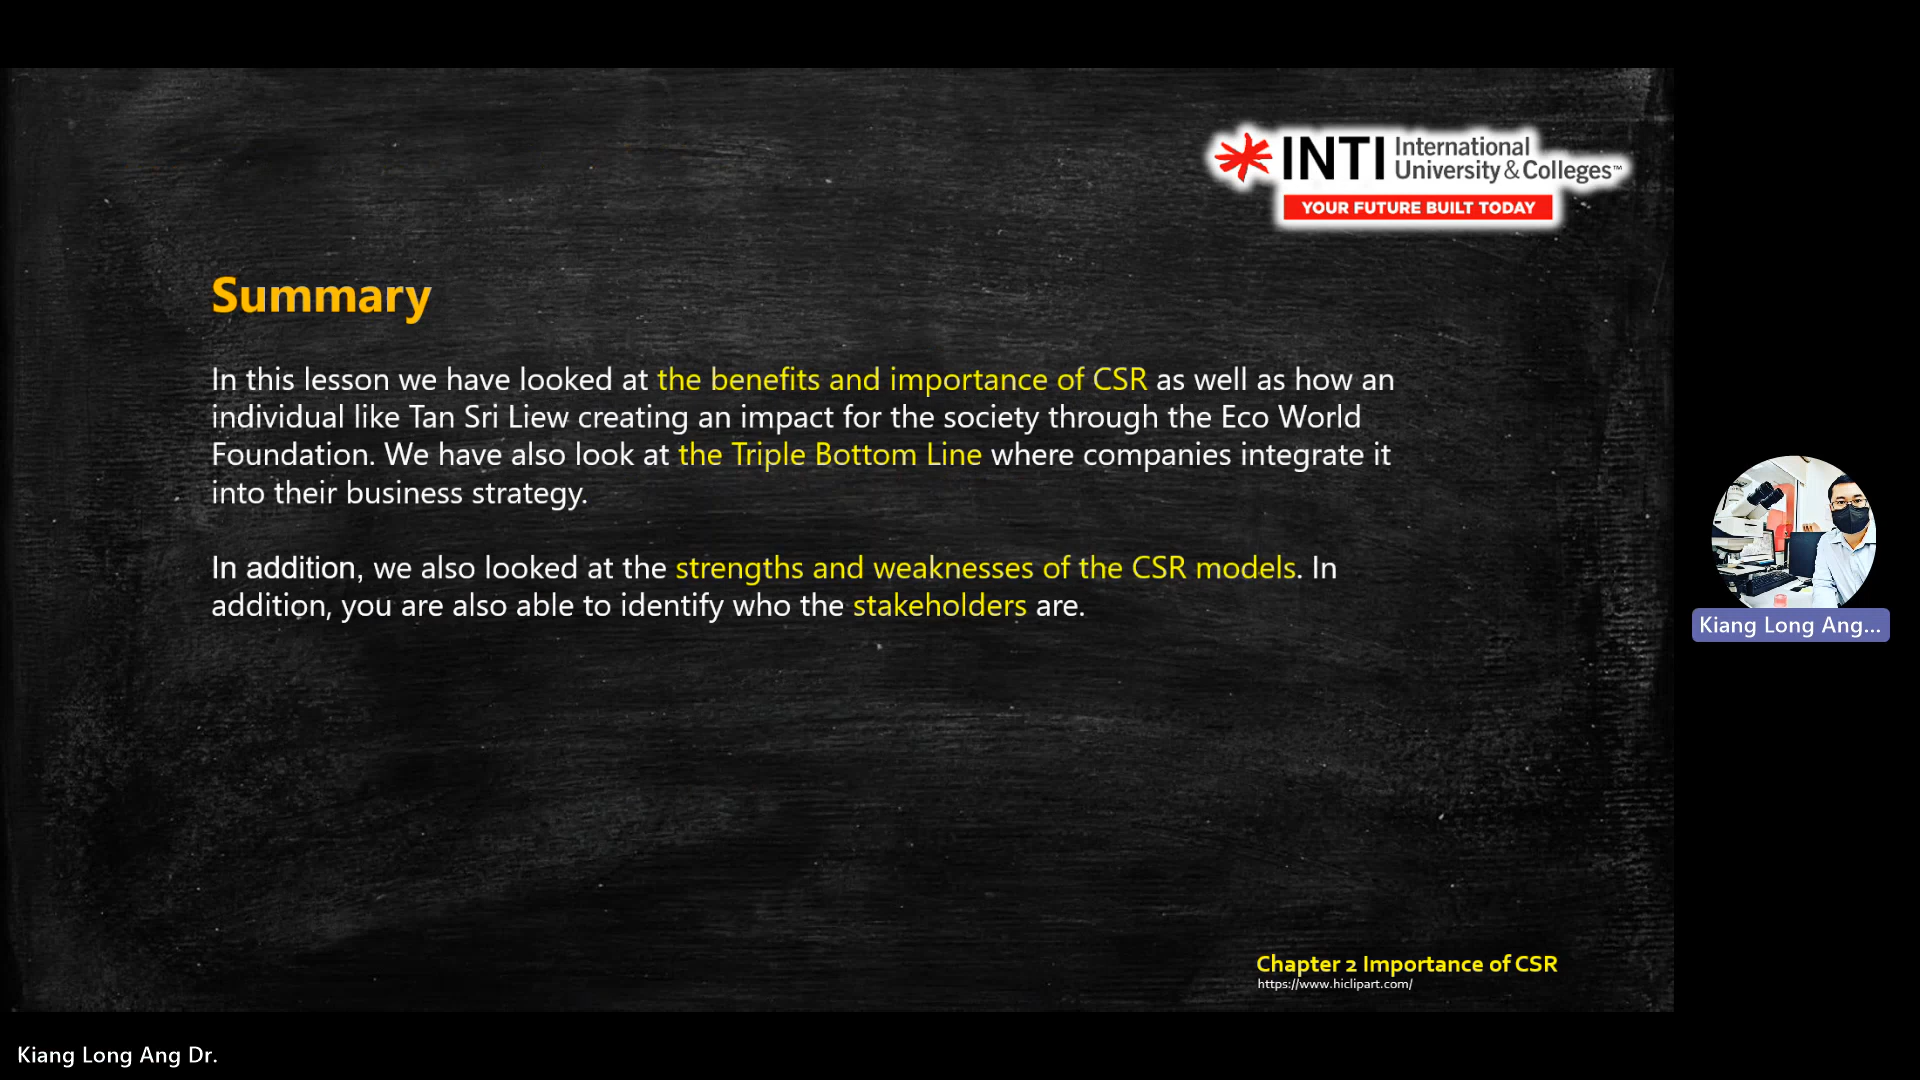 INTI International
University & Colleges™
YOUR FUTURE BUILT TODAY
Summary
In this lesson we have looked at the benefits and importance of CSR as well as how an
individual like Tan Sri Liew creating an impact for the society through the Eco World
Foundation. We have also look at the Triple Bottom Line where companies integrate it
into their business strategy.
In addition, we also looked at the strengths and weaknesses of the CSR models. In
addition, you are also able to identify who the stakeholders are.
Kiang Long Ang...
Chapter 2 Importance of CSR
https://www.hiclipart.com/
Kiang Long Ang Dr.